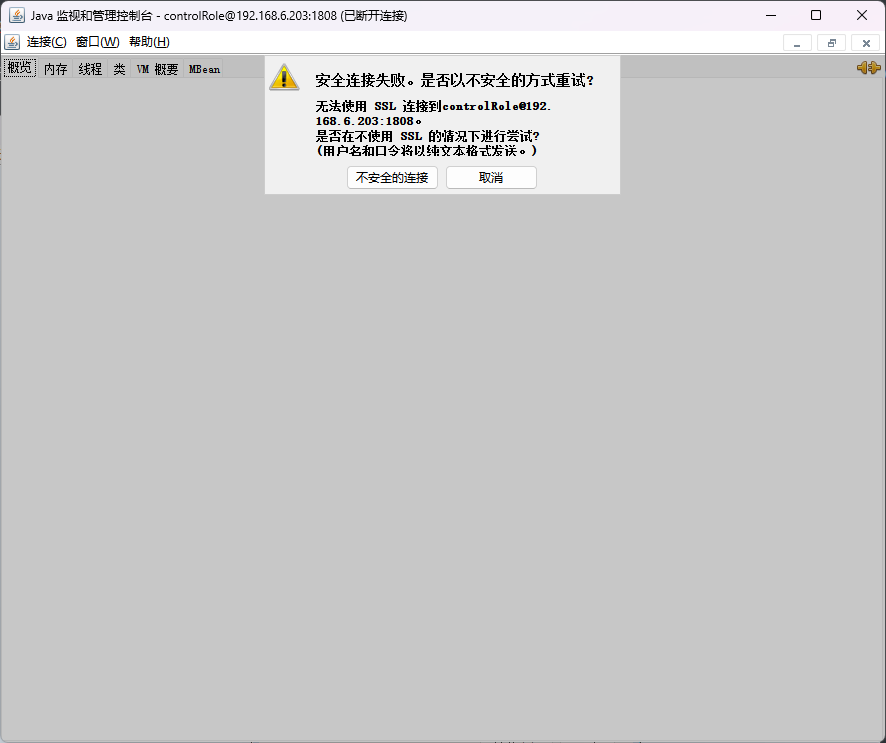 Java 监视和管理控制台 - controlRole@192.168.6.203:1808 (已断开连接)
连接(C) 窗口(W) 帮助(H)
概览 内存 线程 类 VM 概要 MBean
安全连接失败。是否以不安全的方式重试?
无法使用 SSL 连接到controlRole@192.
168.6.203:1808。
是否在不使用 SSL 的情况下进行尝试?
(用户名和口令将以纯文本格式发送。)
不安全的连接 取消